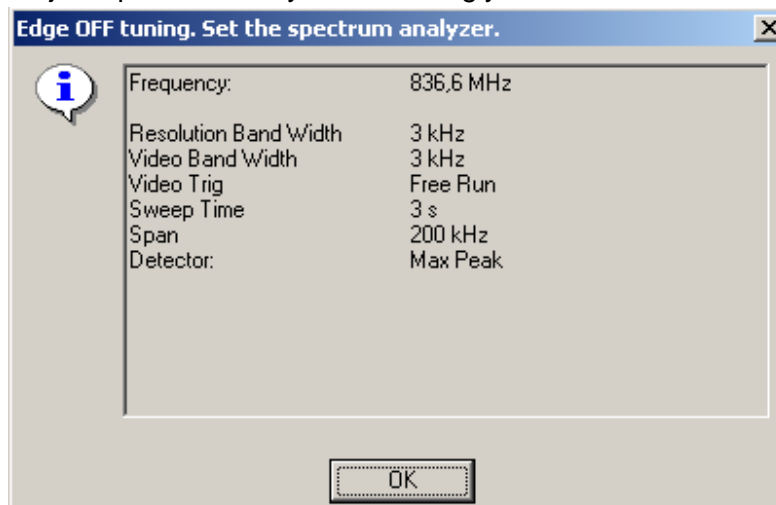 Edge OFF tuning. Set the spectrum analyzer.
Frequency: 836,6 MHz
Resolution Band Width 3 kHz
Video Band Width 3 kHz
Video Trig Free Run
Sweep Time 3 s
Span 200 kHz
Detector: Max Peak
OK